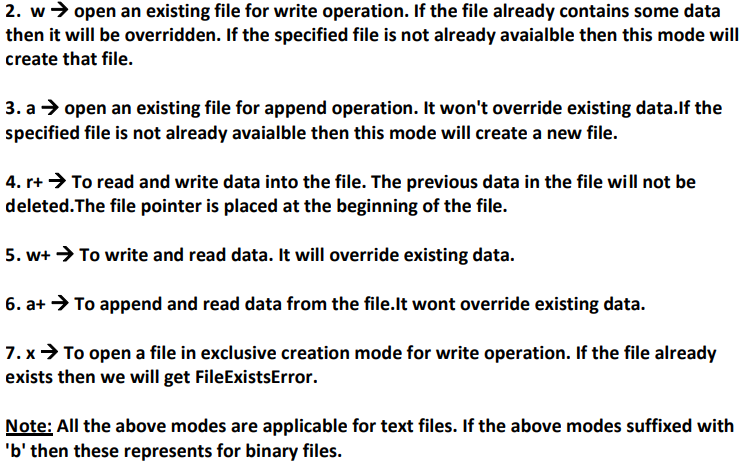 2. w → open an existing file for write operation. If the file already contains some data
then it will be overridden. If the specified file is not already avaialble then this mode will
create that file.
3. a → open an existing file for append operation. It won't override existing data.If the
specified file is not already avaialble then this mode will create a new file.
4. r+ → To read and write data into the file. The previous data in the file will not be
deleted.The file pointer is placed at the beginning of the file.
5. w+ → To write and read data. It will override existing data.
6. a+ → To append and read data from the file.It wont override existing data.
7. x → To open a file in exclusive creation mode for write operation. If the file already
exists then we will get FileExistsError.
Note: All the above modes are applicable for text files. If the above modes suffixed with
'b' then these represents for binary files.